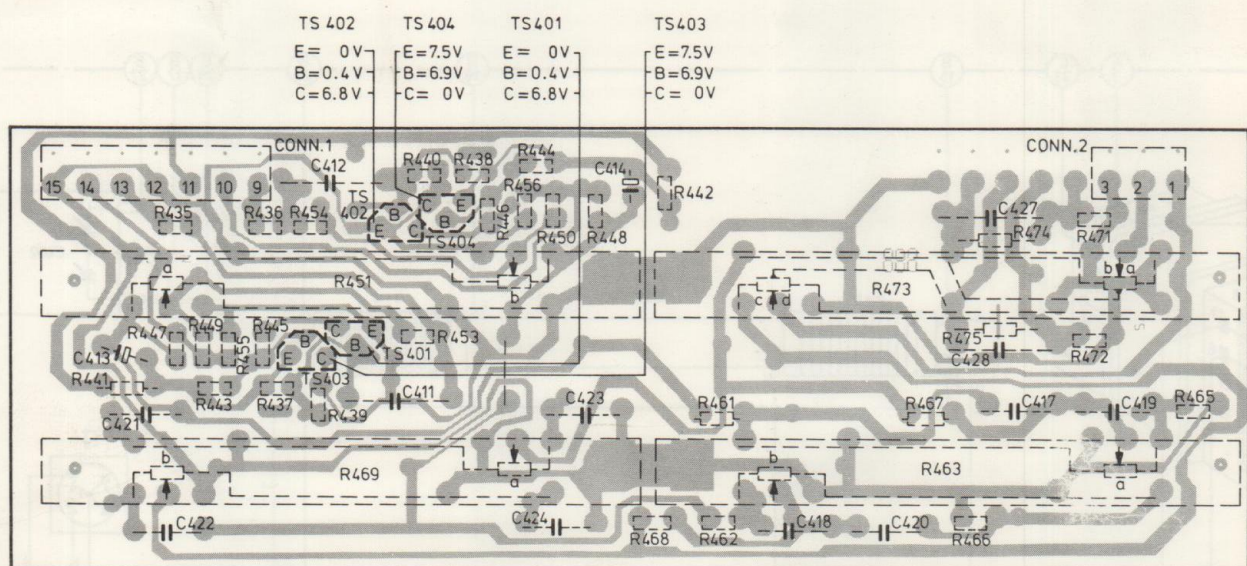 TS 402 TS 404 TS401 TS403
E= 0V E=7.5V E= 0V E=7.5V
B=0.4V B=6.9V B=0.4V B=6.9V
C=6.8V C= 0V C=6.8V C= 0V
CONN.1 CONN.2
C412 R440 R438 R444 C414 R442
15 14 13 12 11 10 9 3 2 1
TS 402 C E R456
R435 R436 R454 B E C B R446 R450 R448 C427 R474 R471
TS404
a R451 b c d R473 b a
R447 R449 R455 R445 C E R453 R475 R472
C413 B E C B TS401 C428
R441 TS403
R443 R437 R439 C411 C423 R461 R467 C417 C419 R465
C421
b R469 a b R463 a
C422 C424 R468 R462 C418 C420 R466